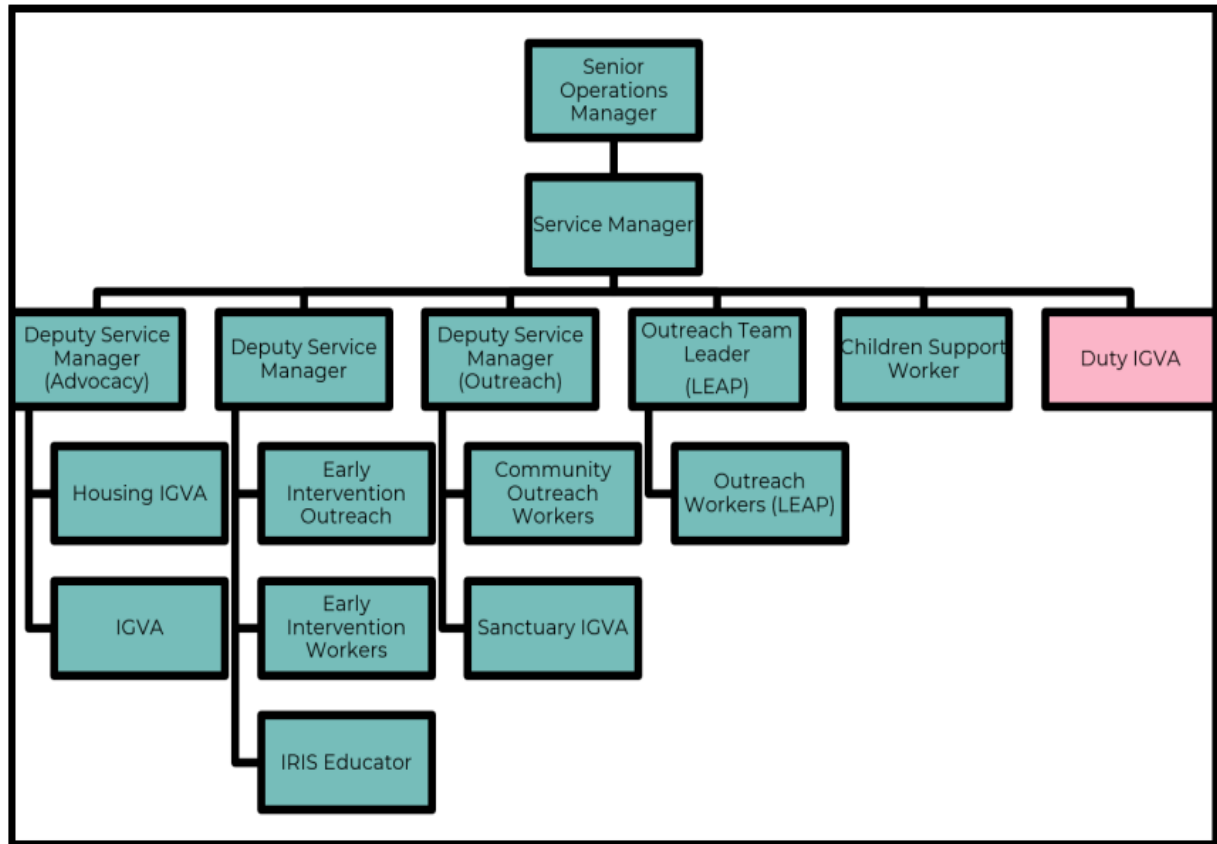 Senior
Operations
Manager
Service Manager
Deputy Service
Manager
(Advocacy)
Deputy Service
Manager
Deputy Service
Manager
(Outreach)
Outreach Team
Leader
(LEAP)
Children Support
Worker
Duty IGVA
Housing IGVA
Early
Intervention
Outreach
Community
Outreach
Workers
Outreach
Workers (LEAP)
IGVA
Early
Intervention
Workers
Sanctuary IGVA
IRIS Educator